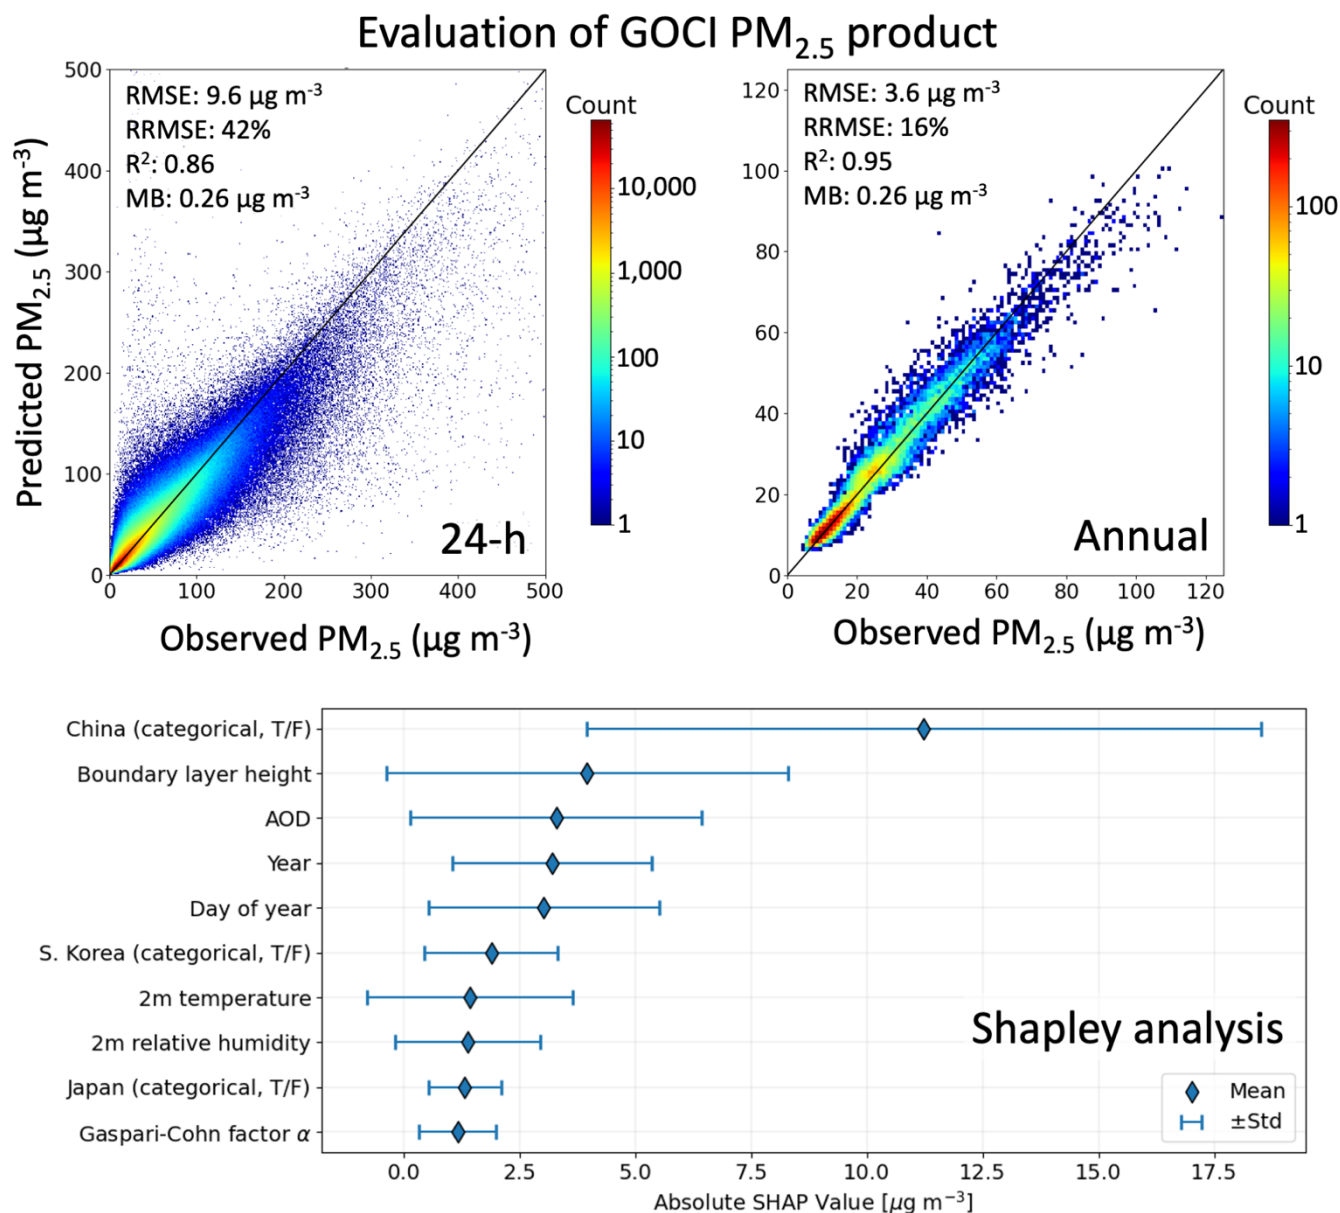 Evaluation of GOCI PM2.5 product
RMSE: 9.6 µg m-3
RRMSE: 42%
R2: 0.86
MB: 0.26 µg m-3
24-h
500
400
300
200
100
0
0
100
200
300
400
500
Predicted PM2.5 (µg m-3)
Observed PM2.5 (µg m-3)
Count
10,000
1,000
100
10
1
RMSE: 3.6 µg m-3
RRMSE: 16%
R2: 0.95
MB: 0.26 µg m-3
Annual
120
100
80
60
40
20
0
0
20
40
60
80
100
125
Observed PM2.5 (µg m-3)
Count
100
10
1
China (categorical, T/F)
Boundary layer height
AOD
Year
Day of year
S. Korea (categorical, T/F)
2m temperature
2m relative humidity
Japan (categorical, T/F)
Gaspari-Cohn factor α
Shapley analysis
Mean
±Std
0.0
2.5
5.0
7.5
10.0
12.5
15.0
17.5
Absolute SHAP Value [µg m−3]